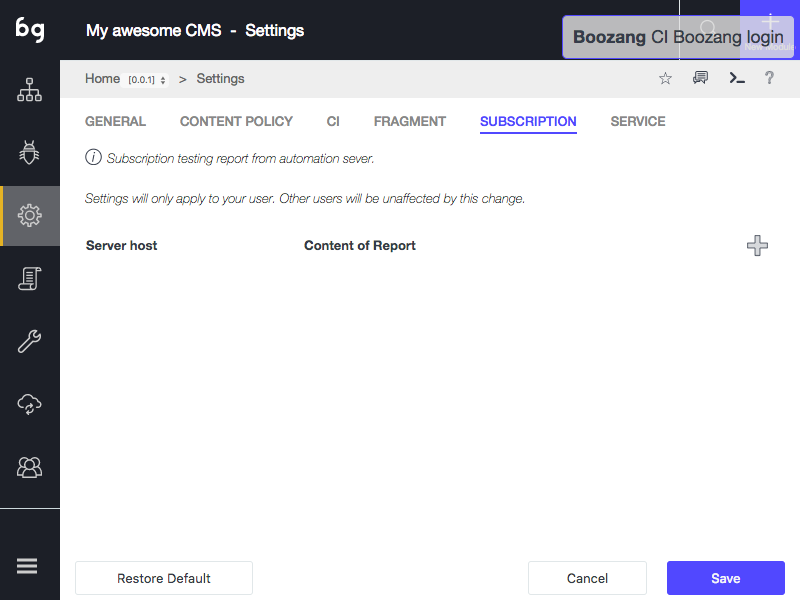 bg My awesome CMS - Settings
Boozang CI Boozang login
Home [0.0.1] > Settings
?
GENERAL CONTENT POLICY CI FRAGMENT SUBSCRIPTION SERVICE
Subscription testing report from automation sever.
Settings will only apply to your user. Other users will be unaffected by this change.
Server host Content of Report
Restore Default Cancel Save